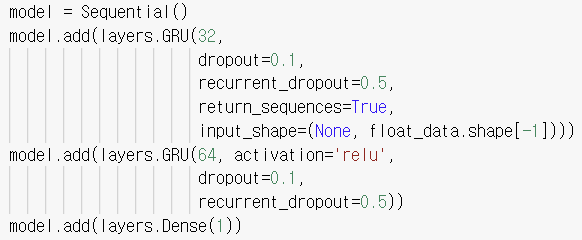 model = Sequential()
model.add(layers.GRU(32,
                     dropout=0.1,
                     recurrent_dropout=0.5,
                     return_sequences=True,
                     input_shape=(None, float_data.shape[-1])))
model.add(layers.GRU(64, activation='relu',
                     dropout=0.1,
                     recurrent_dropout=0.5))
model.add(layers.Dense(1))